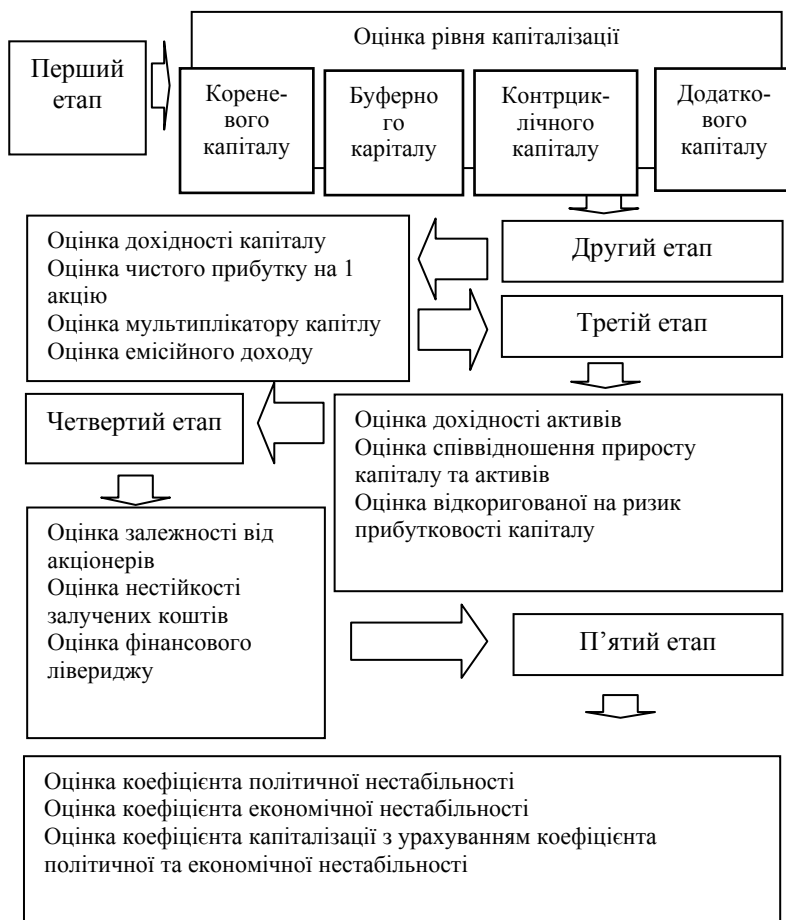 Оцінка рівня капіталізації
Перший
етап
Корене-
вого
капіталу
Буферно
го
каріталу
Контрцик-
лічного
капіталу
Додатко-
вого
капіталу
Другий етап
Оцінка дохідності капіталу
Оцінка чистого прибутку на 1
акцію
Оцінка мультиплікатору капітлу
Оцінка емісійного доходу
Третій етап
Оцінка дохідності активів
Оцінка співвідношення приросту
капіталу та активів
Оцінка відкоригованої на ризик
прибутковості капіталу
Четвертий етап
Оцінка залежності від
акціонерів
Оцінка нестійкості
залучених коштів
Оцінка фінансового
лівериджу
П’ятий етап
Оцінка коефіцієнта політичної нестабільності
Оцінка коефіцієнта економічної нестабільності
Оцінка коефіцієнта капіталізації з урахуванням коефіцієнта
політичної та економічної нестабільності